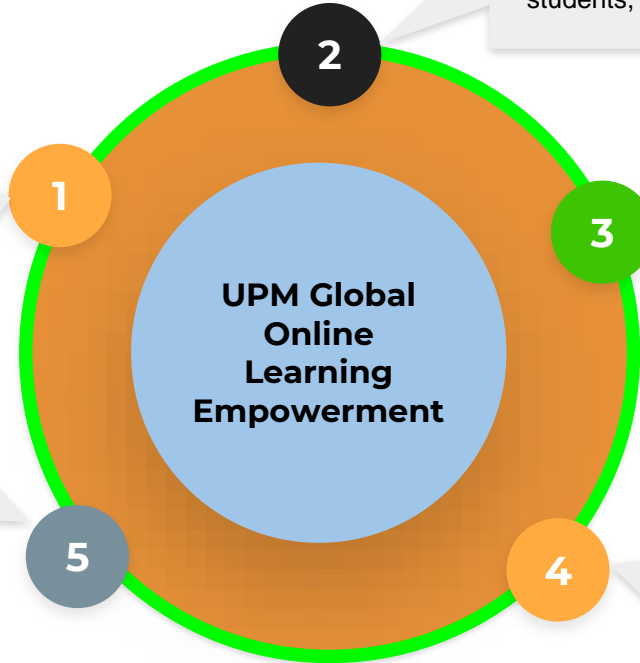 students,
2
1
3
UPM Global
Online
Learning
Empowerment
5
4